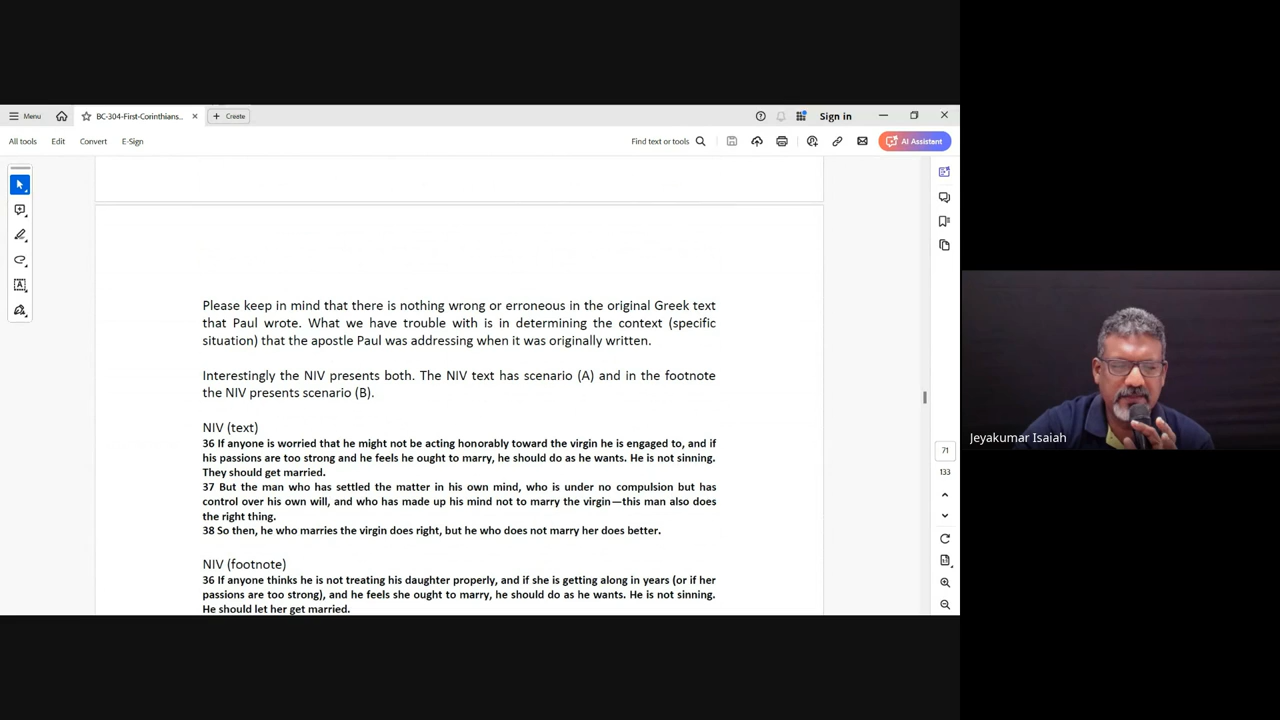 Menu
BC-304-First-Corinthians...
Create
Sign in
All tools
Edit
Convert
E-Sign
Find text or tools
AI Assistant
Please keep in mind that there is nothing wrong or erroneous in the original Greek text
that Paul wrote. What we have trouble with is in determining the context (specific
situation) that the apostle Paul was addressing when it was originally written.
Interestingly the NIV presents both. The NIV text has scenario (A) and in the footnote
the NIV presents scenario (B).
NIV (text)
36 If anyone is worried that he might not be acting honorably toward the virgin he is engaged to, and if
his passions are too strong and he feels he ought to marry, he should do as he wants. He is not sinning.
They should get married.
37 But the man who has settled the matter in his own mind, who is under no compulsion but has
control over his own will, and who has made up his mind not to marry the virgin—this man also does
the right thing.
38 So then, he who marries the virgin does right, but he who does not marry her does better.
NIV (footnote)
36 If anyone thinks he is not treating his daughter properly, and if she is getting along in years (or if her
passions are too strong), and he feels she ought to marry, he should do as he wants. He is not sinning.
He should let her get married.
71
133
Jeyakumar Isaiah